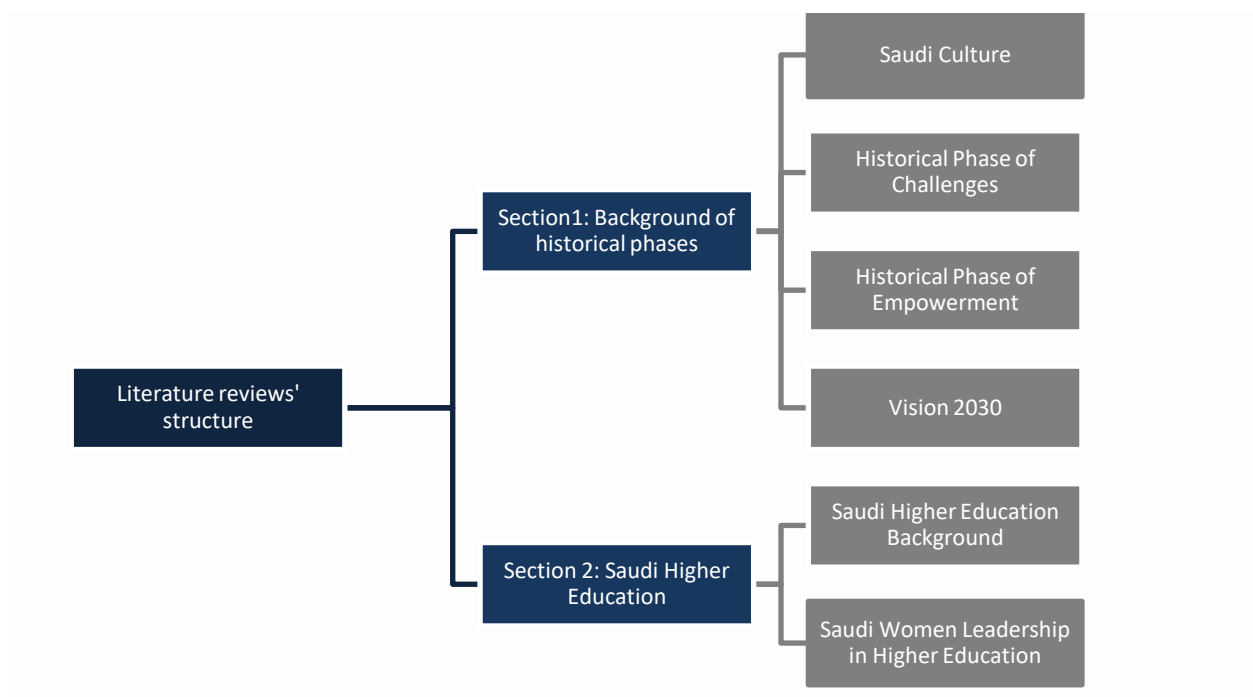 Literature reviews'
structure
Section1: Background of
historical phases
Saudi Culture
Historical Phase of
Challenges
Historical Phase of
Empowerment
Vision 2030
Section 2: Saudi Higher
Education
Saudi Higher Education
Background
Saudi Women Leadership
in Higher Education